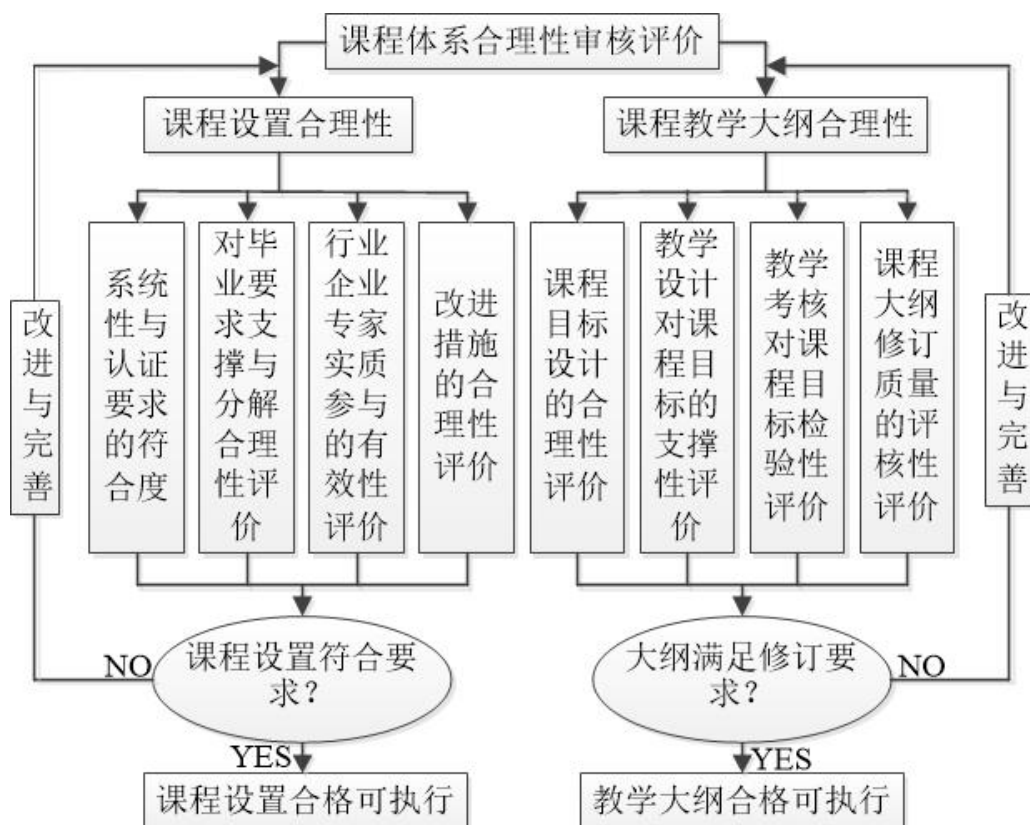 课程体系合理性审核评价
课程设置合理性
课程教学大纲合理性
改
进
与
完
善
系统
性与
认证
要求
的符
合度
对毕
业要
求支
撑与
分解
合理
性评
价
行业
企业
专家
实质
参与
的有
效性
评价
改进
措施
的合
理性
评价
课程
目标
设计
的合
理性
评价
教学
设计
对课
程目
标的
支撑
性评
价
教学
考核
对课
程目
标检
验性
评价
课程
大纲
修订
质量
的评
核性
评价
改
进
与
完
善
NO
课程设置符合要
求?
大纲满足修订要
求?
NO
YES
YES
课程设置合格可执行
教学大纲合格可执行